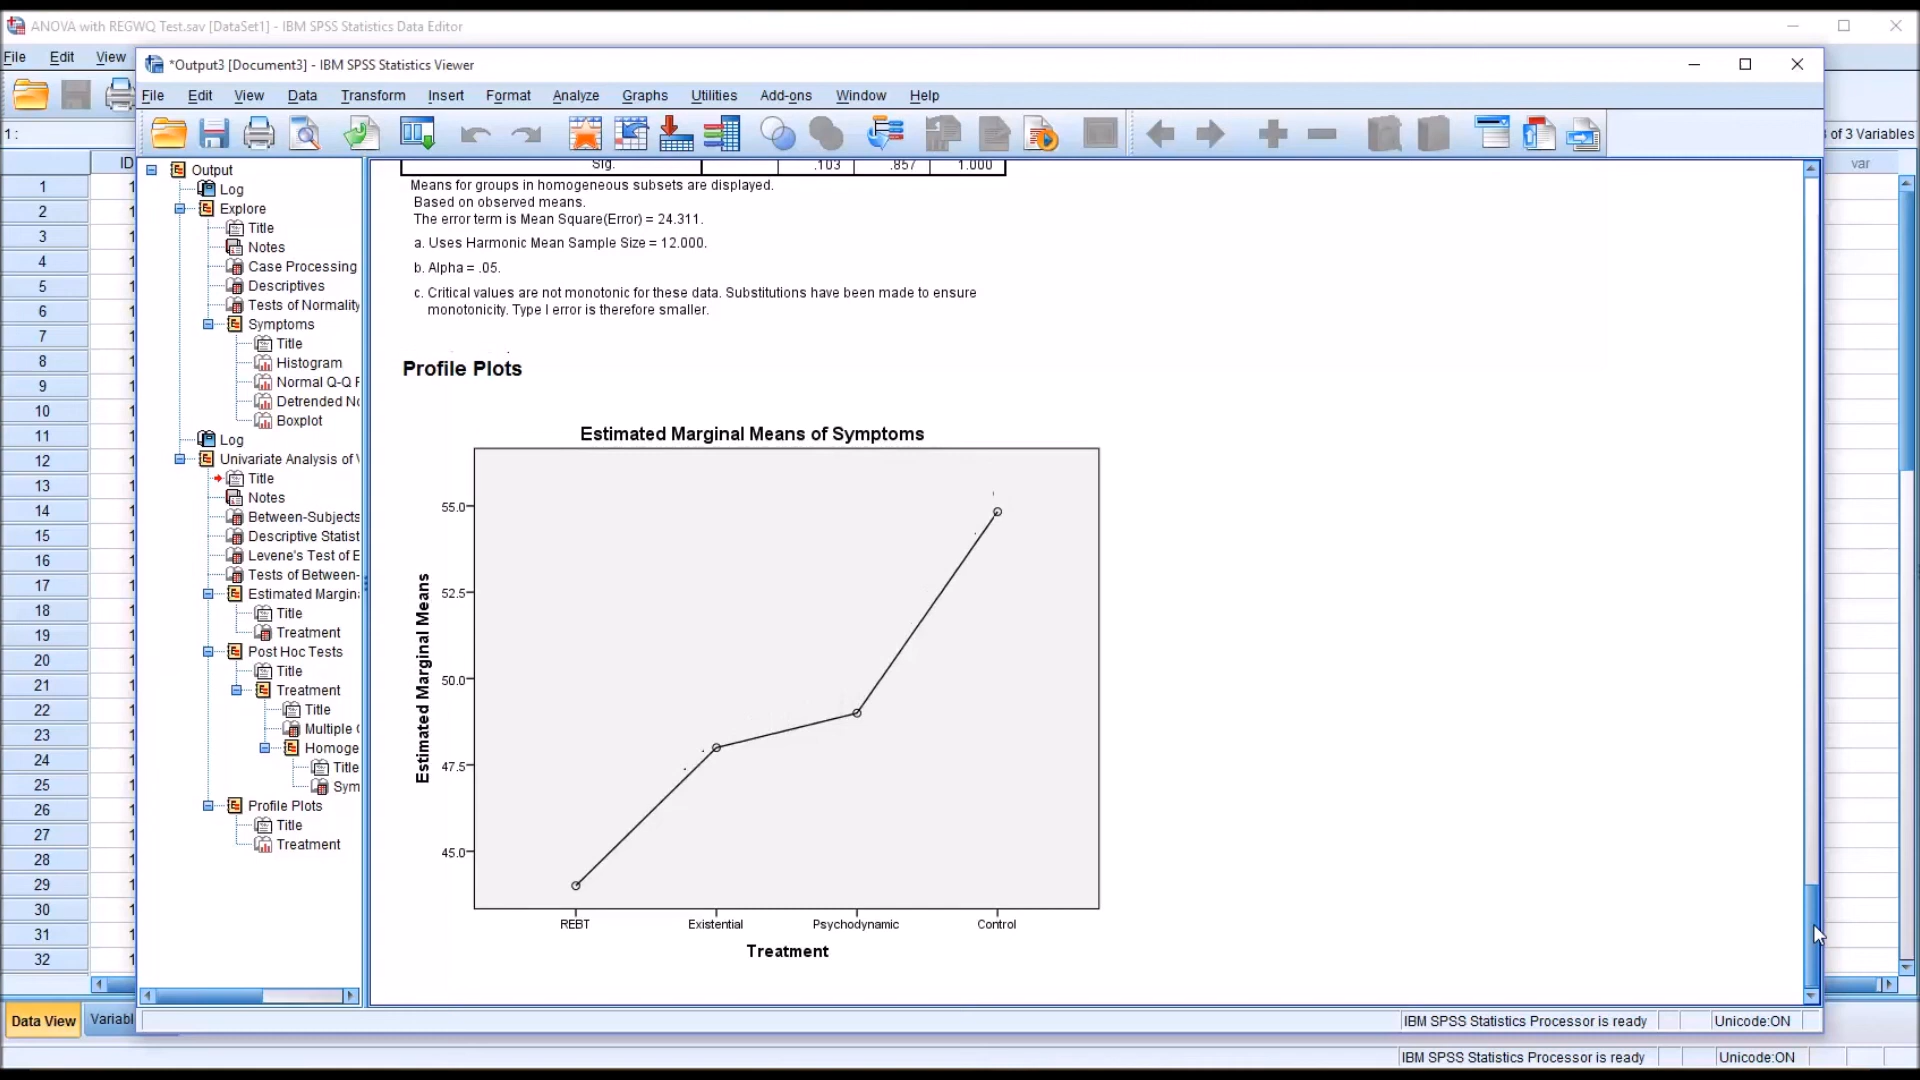 ANOVA with REGWQ Test.sav [DataSet1] - IBM SPSS Statistics Data Editor
File Edit View
*Output3 [Document3] - IBM SPSS Statistics Viewer
File Edit View Data Transform Insert Format Analyze Graphs Utilities Add-ons Window Help
1 :
of 3 Variables
ID
var
1
2
3
4
5
6
7
8
9
10
11
12
13
14
15
16
17
18
19
20
21
22
23
24
25
26
27
28
29
30
31
32
Output
Log
Explore
Title
Notes
Case Processing
Descriptives
Tests of Normality
Symptoms
Title
Histogram
Normal Q-Q
Detrended
Boxplot
Log
Univariate Analysis of
Title
Notes
Between-Subjects
Descriptive Statist
Levene's Test of E
Tests of Between-
Estimated Margin
Title
Treatment
Post Hoc Tests
Title
Treatment
Title
Multiple
Homoge
Title
Sym
Profile Plots
Title
Treatment
Sig. .103 .857 1.000
Means for groups in homogeneous subsets are displayed.
Based on observed means.
The error term is Mean Square(Error) = 24.311.
a. Uses Harmonic Mean Sample Size = 12.000.
b. Alpha = .05.
c. Critical values are not monotonic for these data. Substitutions have been made to ensure
monotonicity. Type I error is therefore smaller.
Profile Plots
Estimated Marginal Means of Symptoms
Estimated Marginal Means
55.0
52.5
50.0
47.5
45.0
REBT Existential Psychodynamic Control
Treatment
Data View Variabl
IBM SPSS Statistics Processor is ready Unicode:ON
IBM SPSS Statistics Processor is ready Unicode:ON